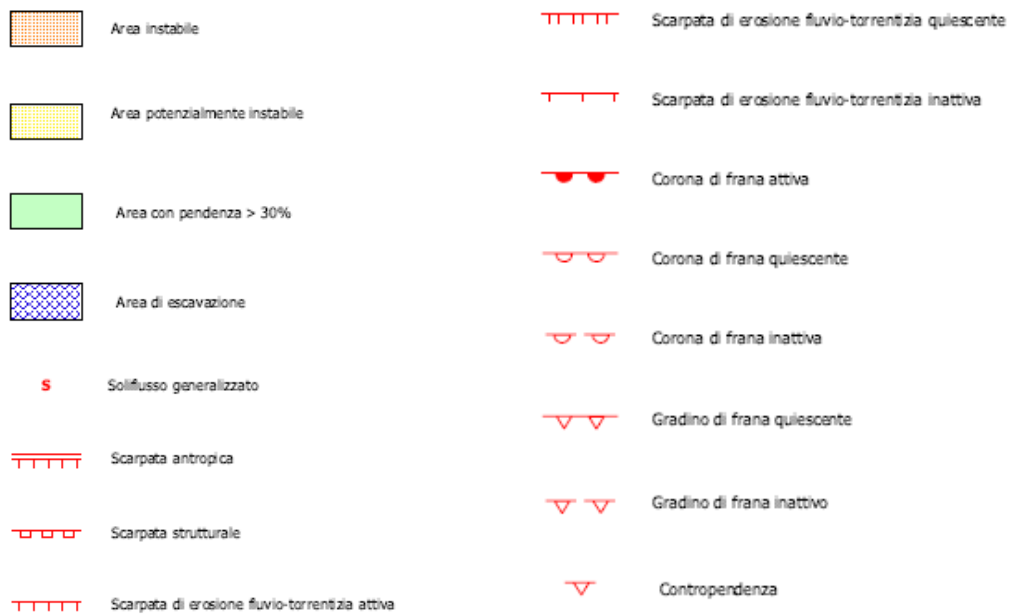 Area instabile
Area potenzialmente instabile
Area con pendenza > 30%
Area di escavazione
S Soliflusso generalizzato
Scarpata antropica
Scarpata strutturale
Scarpata di erosione fluvio-torrentizia attiva
Scarpata di erosione fluvio-torrentizia quiescente
Scarpata di erosione fluvio-torrentizia inattiva
Corona di frana attiva
Corona di frana quiescente
Corona di frana inattiva
Gradino di frana quiescente
Gradino di frana inattivo
Contropendenza